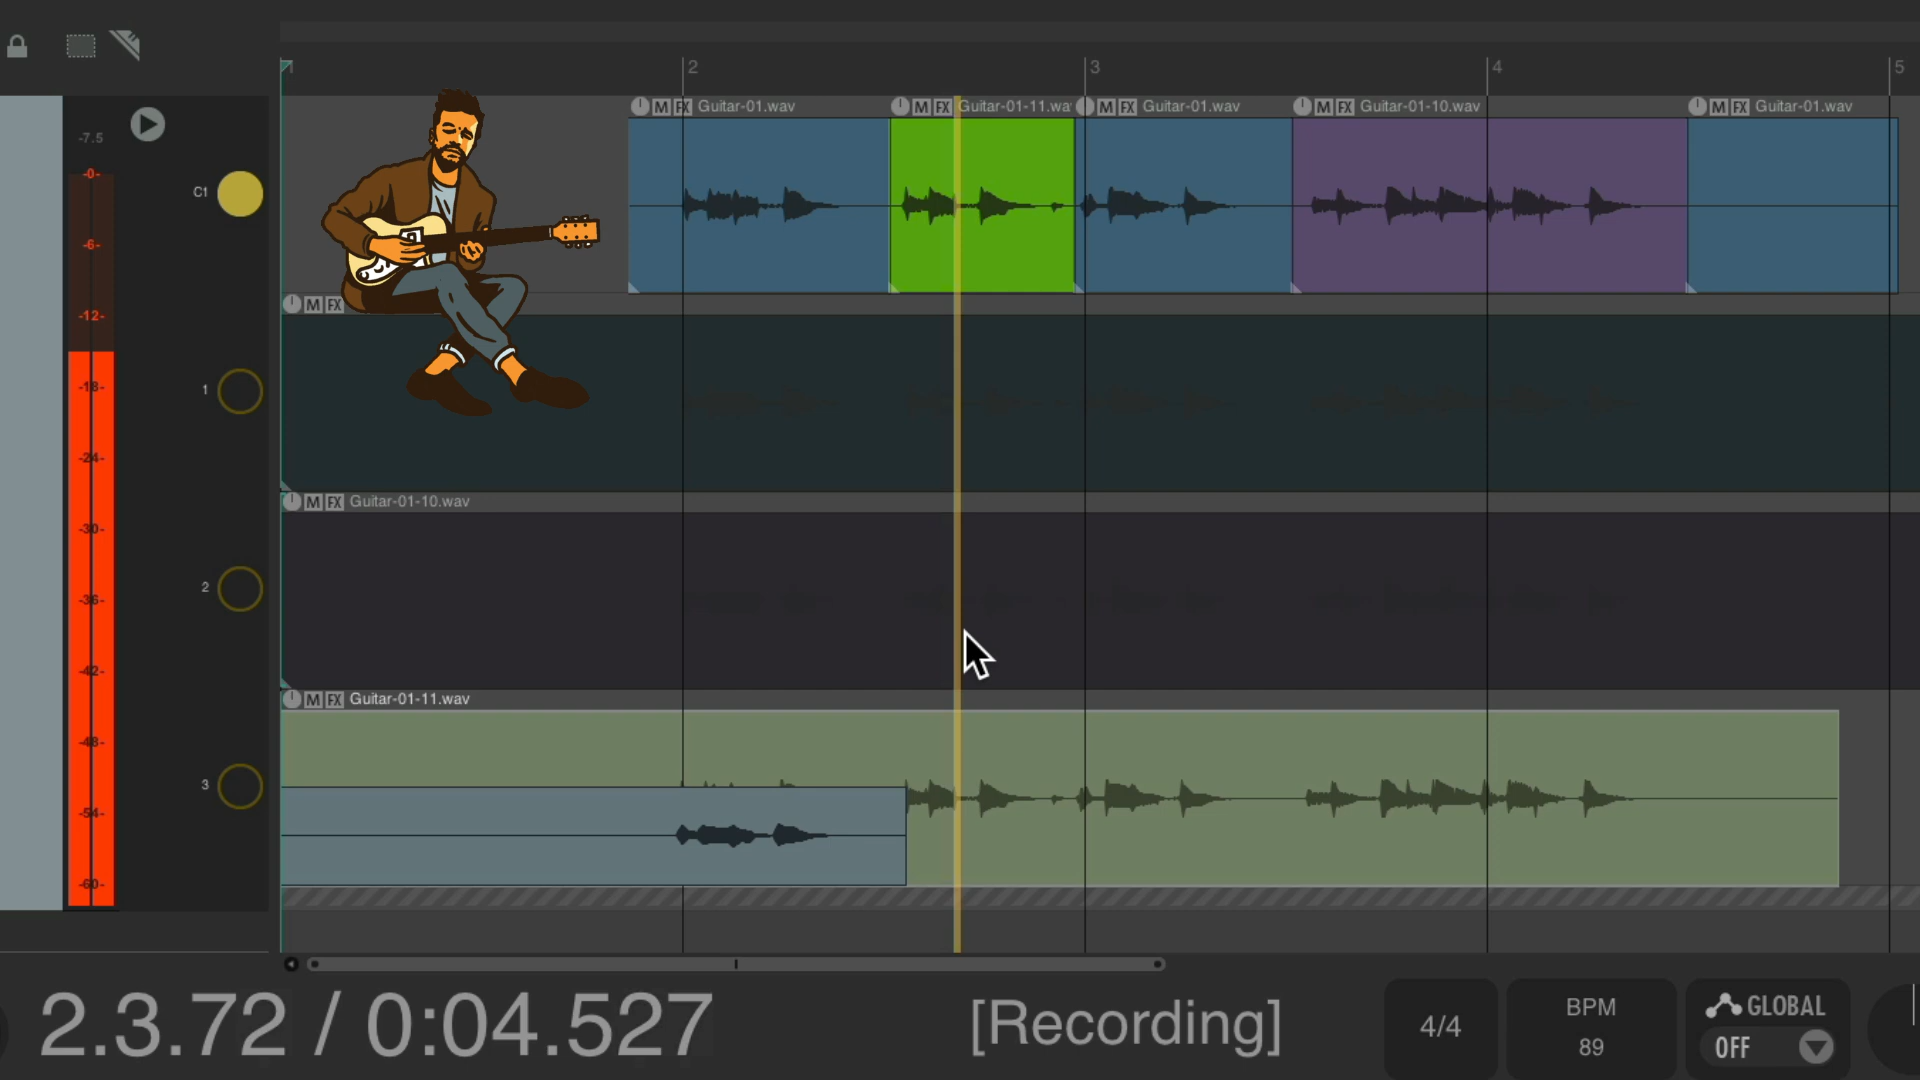 1
2
3
4
5
M FX Guitar-01.wav
M FX Guitar-01-11.wav
M FX Guitar-01.wav
M FX Guitar-01-10.wav
M FX Guitar-01.wav
-7.5
-0-
-6-
-12-
-18-
-24-
-30-
-36-
-42-
-48-
-54-
-60-
C1
M FX
1
M FX Guitar-01-10.wav
2
M FX Guitar-01-11.wav
3
2.3.72 / 0:04.527
[Recording]
4/4
BPM
89
GLOBAL
OFF